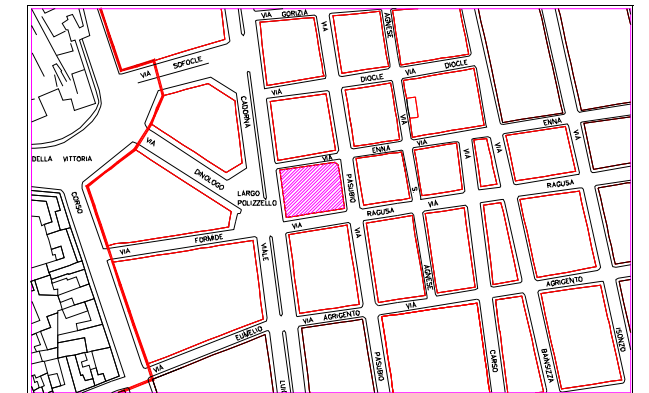 VIA GORIZIA
VIA
AGNESE
VIA SOFOCLE
VIA
DIOCLE
VIA
DIOCLE
VIA
CADORNA
VIA
ENNA
VIA
DINOLOGO
VIA
ENNA
VIA
VIA
VIA
VIA
DELLA VITTORIA
CORSO
LARGO
POLIZZELLO
PASUBIO
S
RAGUSA
VIA
RAGUSA
VIA
FORMIDE
VIA
VIALE
VIA
AGNESE
AGRIGENTO
VIA
AGRIGENTO
VIA
EUMELIO
VIA
PASUBIO
CARSO
BAINSIZZA
ISONZO